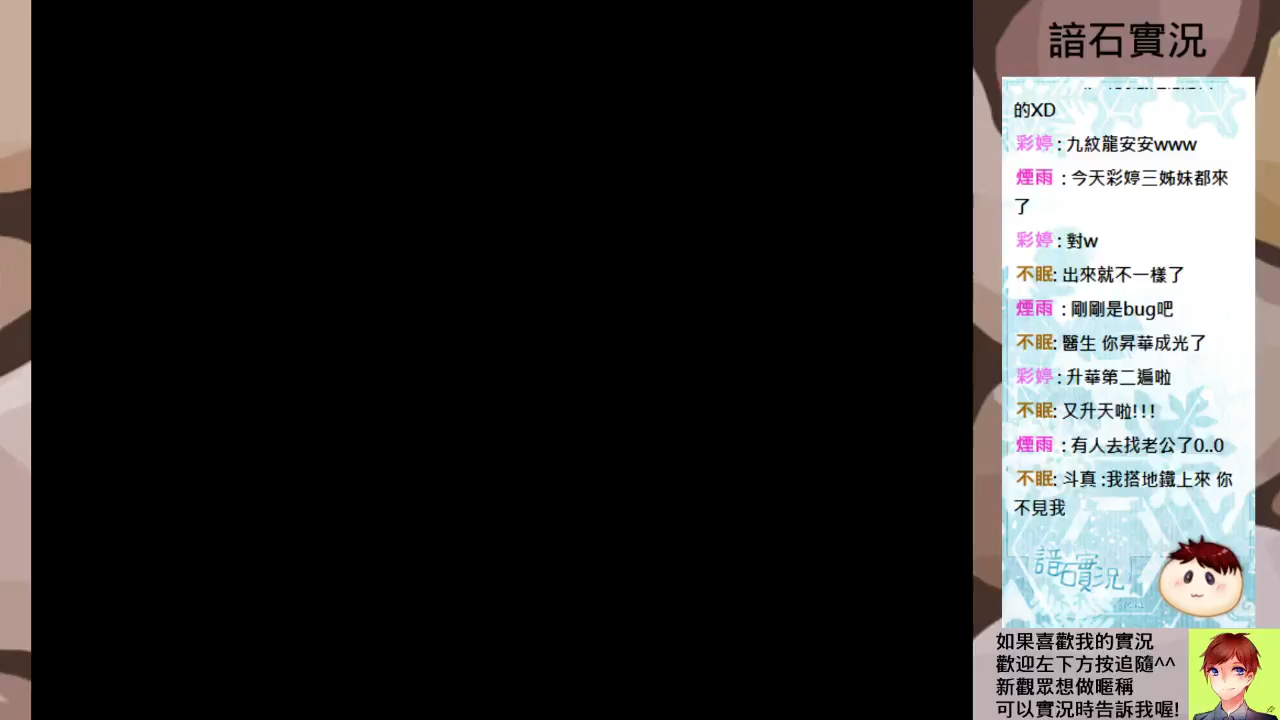 諳石實況
的XD
彩婷 : 九紋龍安安www
煙雨 : 今天彩婷三姊妹都來
了
彩婷 : 對w
不眠: 出來就不一樣了
煙雨 : 剛剛是bug吧
不眠: 醫生 你昇華成光了
彩婷 : 升華第二遍啦
不眠: 又升天啦!!!
煙雨 : 有人去找老公了0..0
不眠: 斗真 :我搭地鐵上來 你
不見我
諳石實況
如果喜歡我的實況
歡迎左下方按追隨^^
新觀眾想做暱稱
可以實況時告訴我喔!